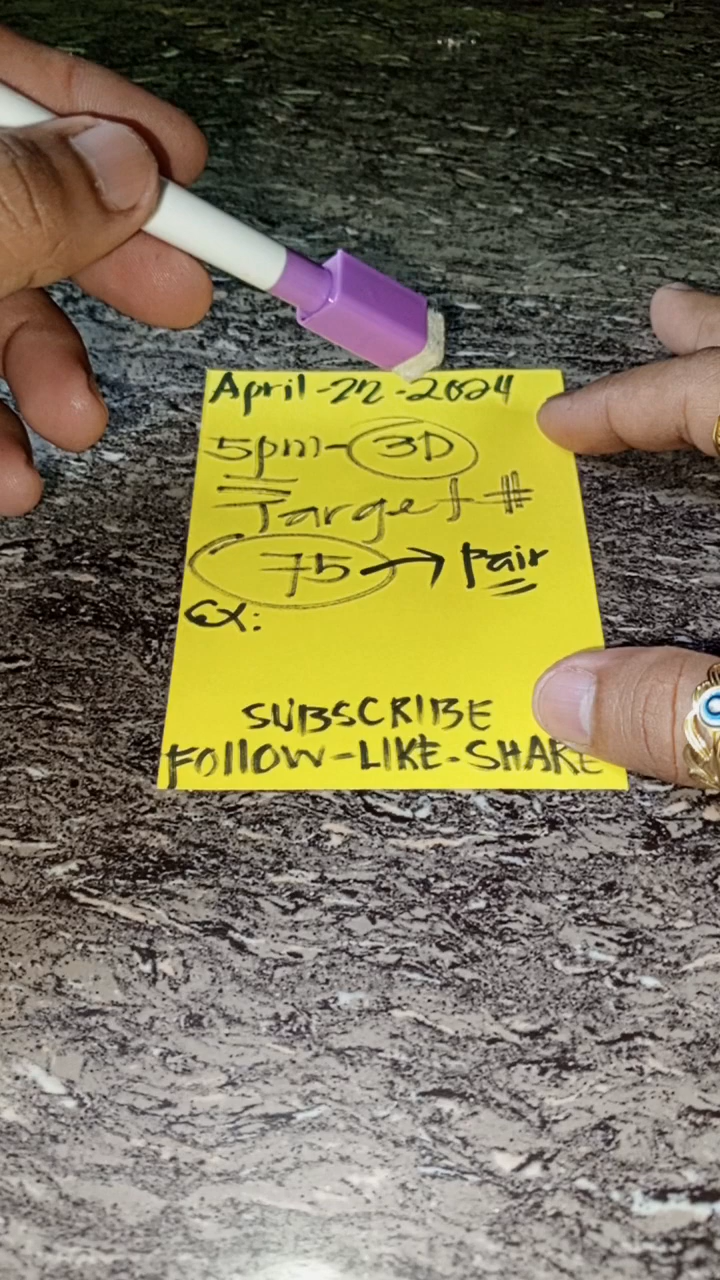 April-22-2024
5pm-3D
Target #
75→Pair
Ex:
SUBSCRIBE
FOLLOW-LIKE-SHARE